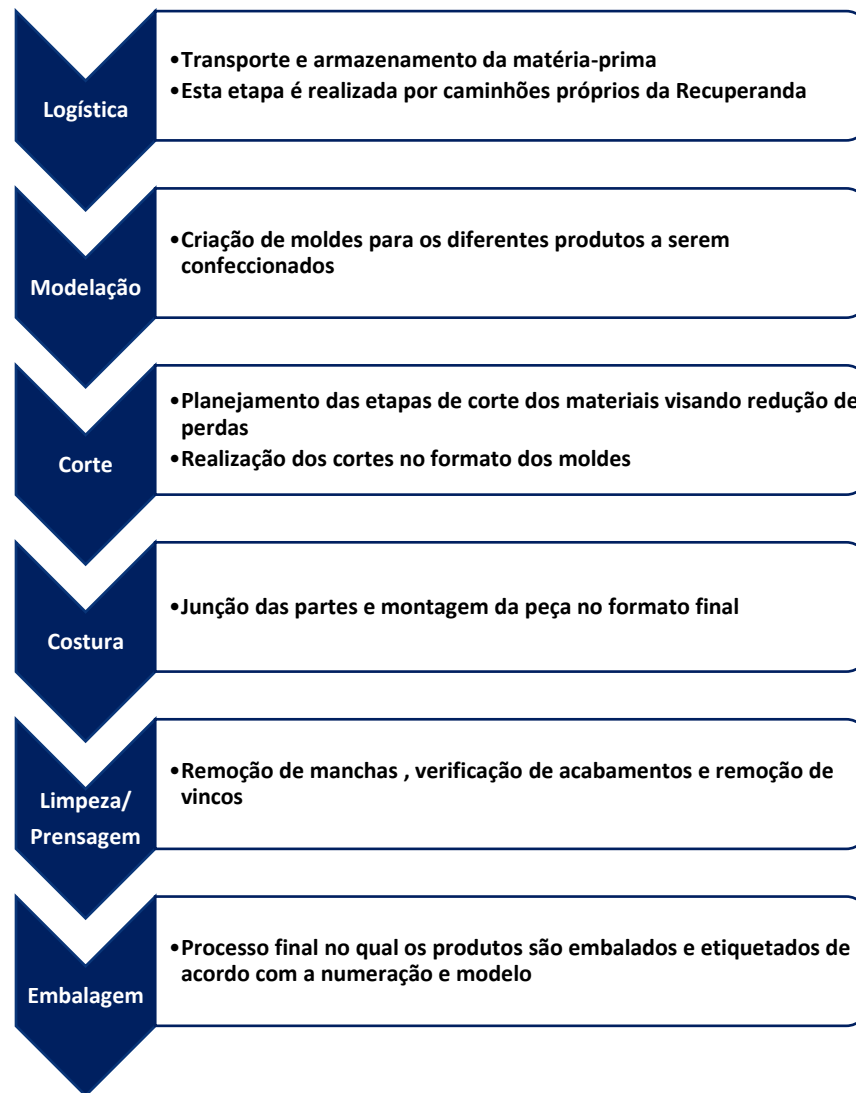 Logística
•Transporte e armazenamento da matéria-prima
•Esta etapa é realizada por caminhões próprios da Recuperanda
Modelação
•Criação de moldes para os diferentes produtos a serem
confeccionados
Corte
•Planejamento das etapas de corte dos materiais visando redução de
perdas
•Realização dos cortes no formato dos moldes
Costura
•Junção das partes e montagem da peça no formato final
Limpeza/
Prensagem
•Remoção de manchas , verificação de acabamentos e remoção de
vincos
Embalagem
•Processo final no qual os produtos são embalados e etiquetados de
acordo com a numeração e modelo